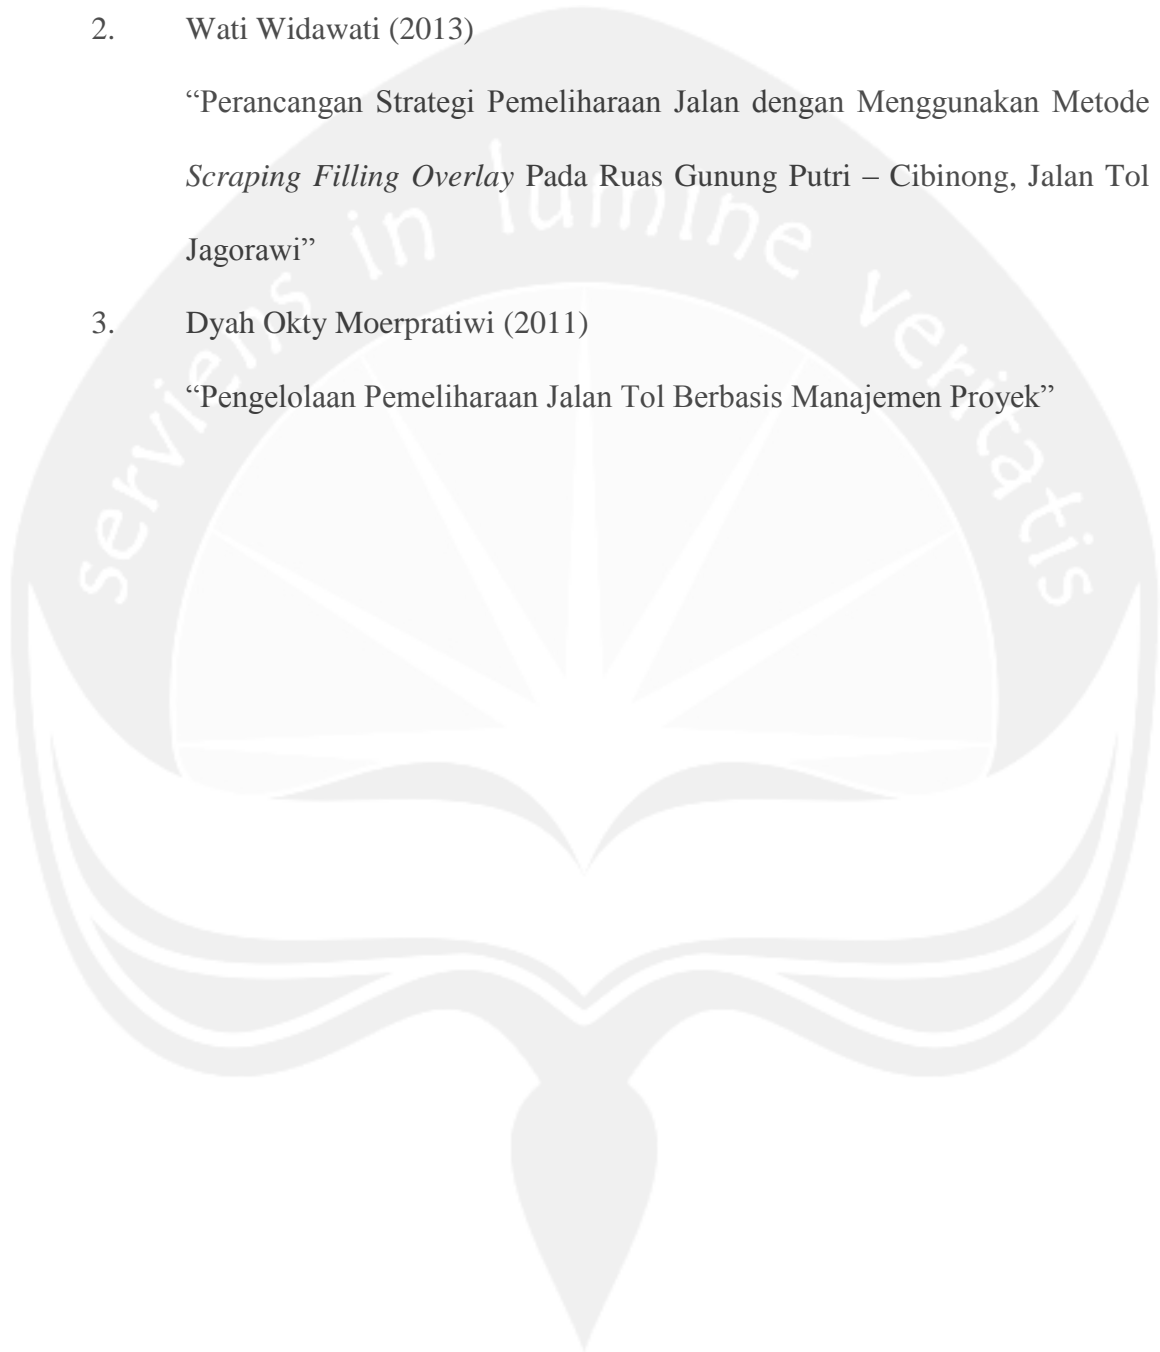 2. Wati Widawati (2013)
“Perancangan Strategi Pemeliharaan Jalan dengan Menggunakan Metode
Scraping Filling Overlay Pada Ruas Gunung Putri – Cibinong, Jalan Tol
Jagorawi”
3. Dyah Okty Moerpratiwi (2011)
“Pengelolaan Pemeliharaan Jalan Tol Berbasis Manajemen Proyek”
serviens in lumine veritatis